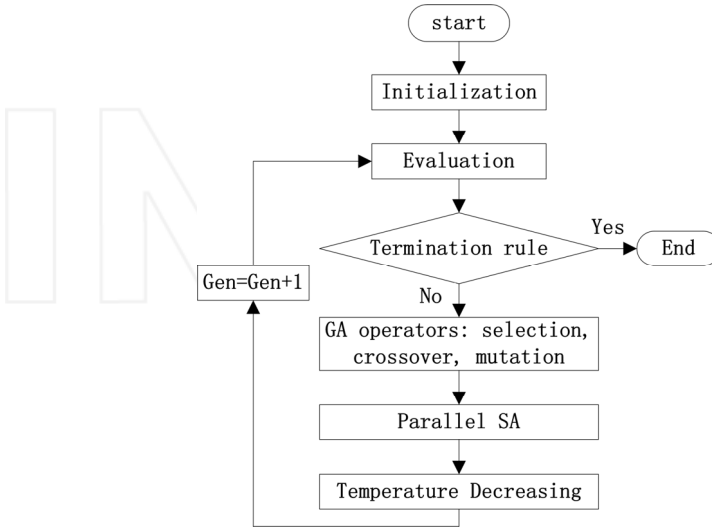 start
Initialization
Evaluation
Termination rule
Yes
End
No
Gen=Gen+1
GA operators: selection,
crossover, mutation
Parallel SA
Temperature Decreasing